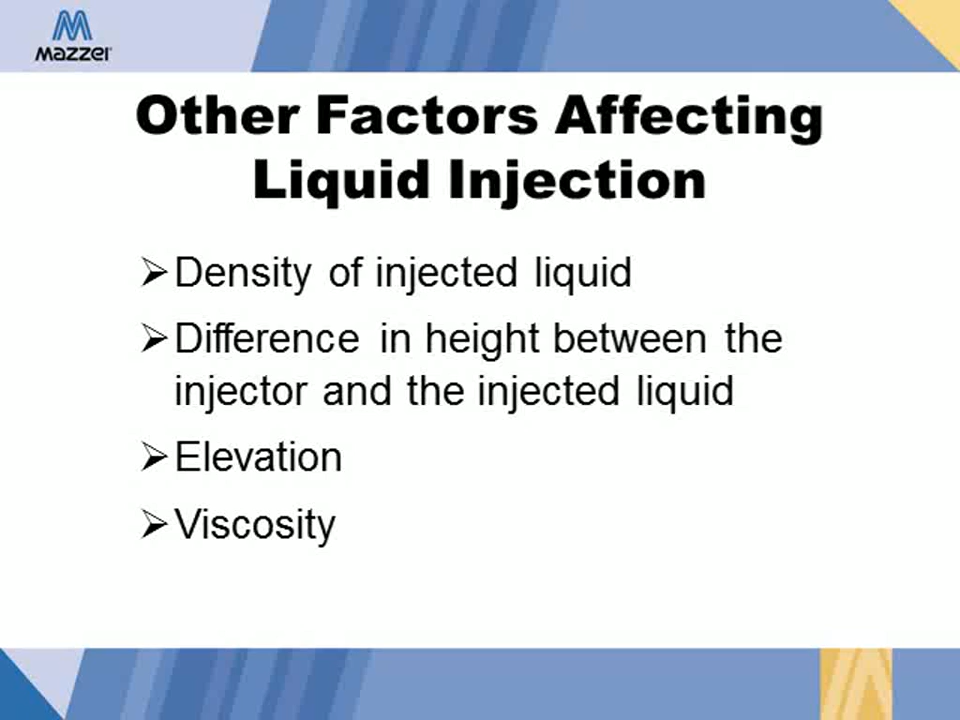 Mazzei
Other Factors Affecting
Liquid Injection
➢Density of injected liquid
➢Difference in height between the
injector and the injected liquid
➢Elevation
➢Viscosity